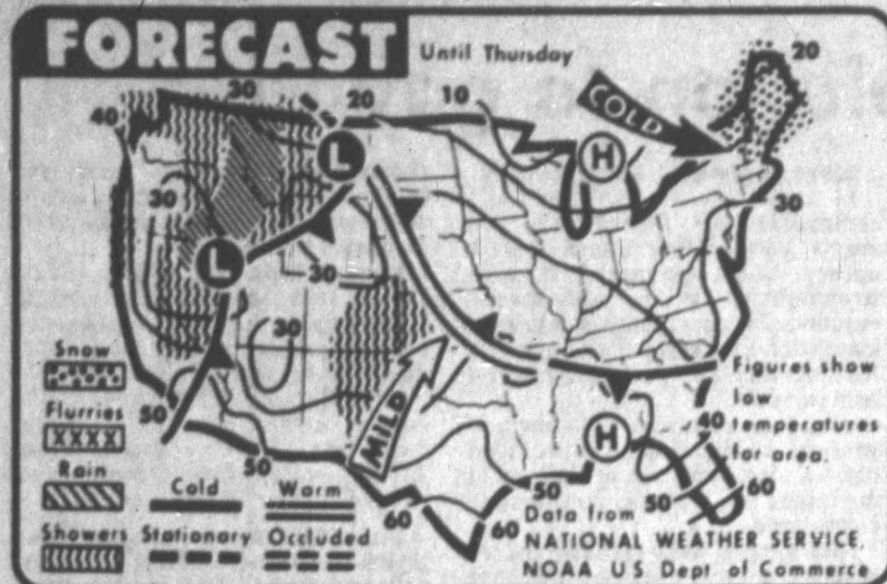 FORECAST
Until Thursday
20
30
20
10
COLD
40
L
H
30
30
L
30
30
MILD
Snow
Flurries
Rain
Showers
Cold
Warm
Stationary
Occluded
50
50
60
60
50
H
40
50
60
Figures show
low
temperatures
for area.
Data from
NATIONAL WEATHER SERVICE,
NOAA U S Dept. of Commerce